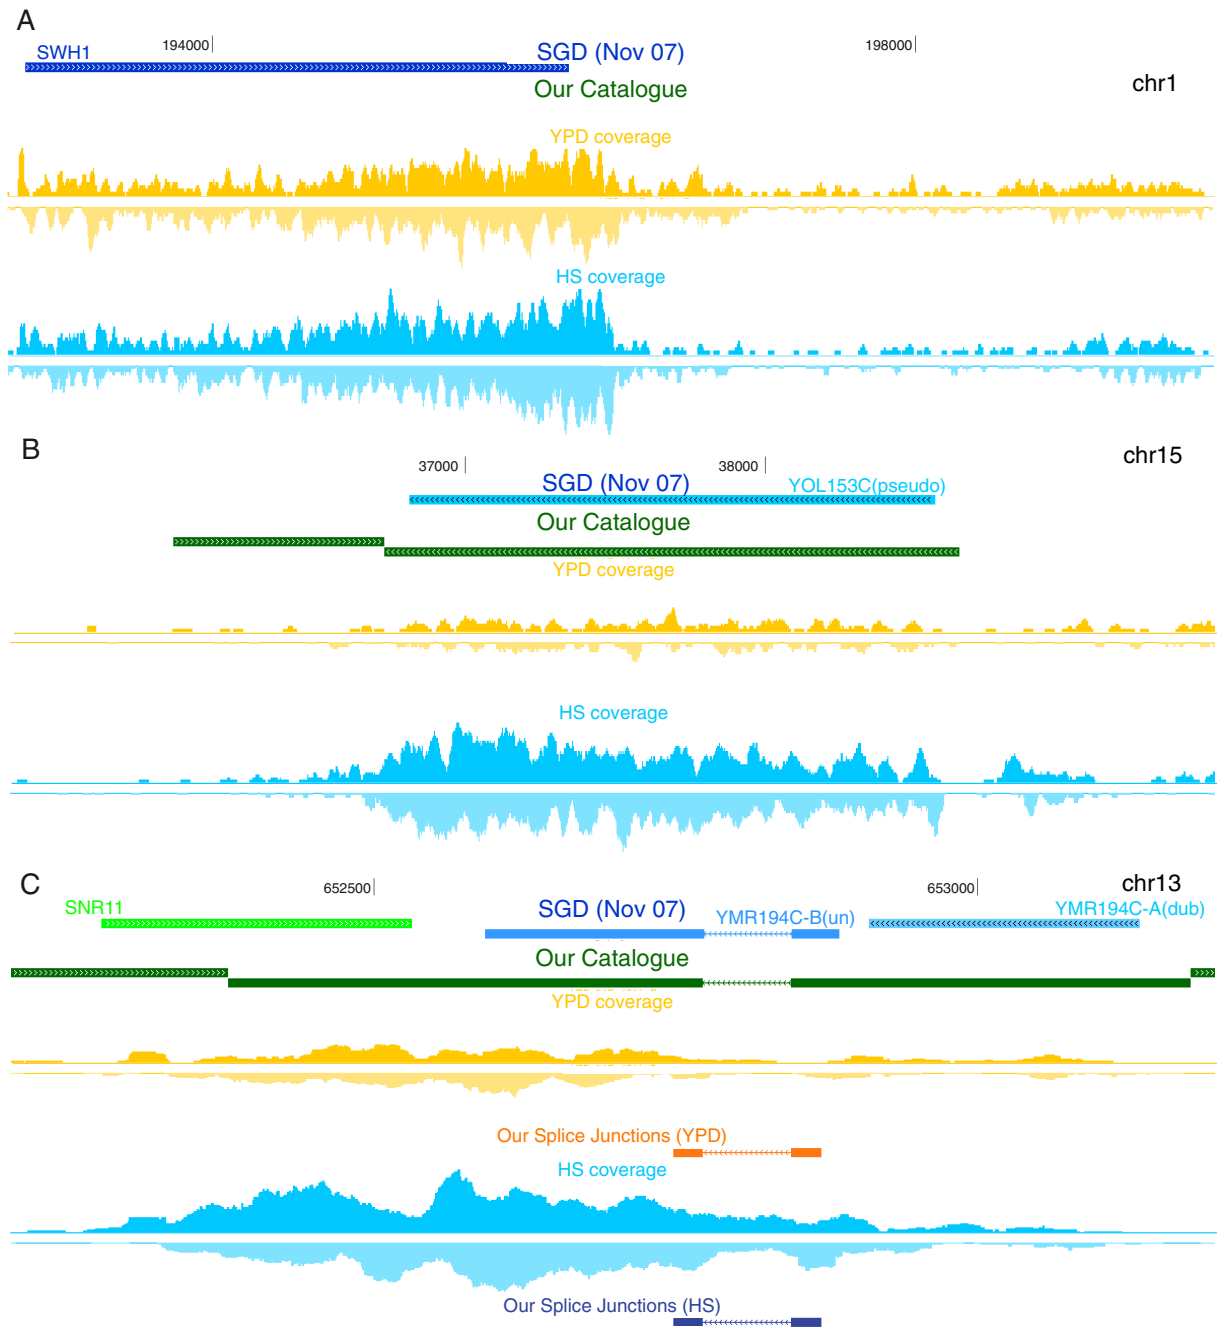 A
194000
198000
SWH1
SGD (Nov 07)
chr1
Our Catalogue
YPD coverage
HS coverage
B
chr15
37000
38000
SGD (Nov 07)
YOL153C(pseudo)
Our Catalogue
YPD coverage
HS coverage
C
652500
653000
chr13
SNR11
SGD (Nov 07)
YMR194C-B(un)
YMR194C-A(dub)
Our Catalogue
YPD coverage
Our Splice Junctions (YPD)
HS coverage
Our Splice Junctions (HS)